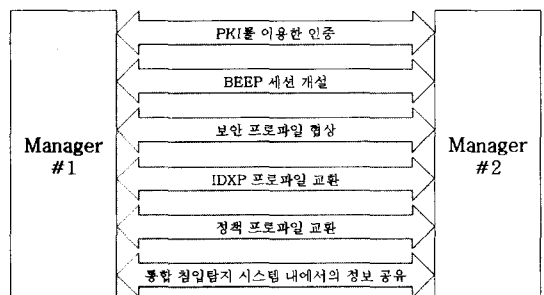 PKI를 이용한 인증
BEEP 세션 개설
보안 프로파일 협상
Manager
#1
Manager
#2
IDXP 프로파일 교환
정책 프로파일 교환
통합 침입탐지 시스템 내에서의 정보 공유